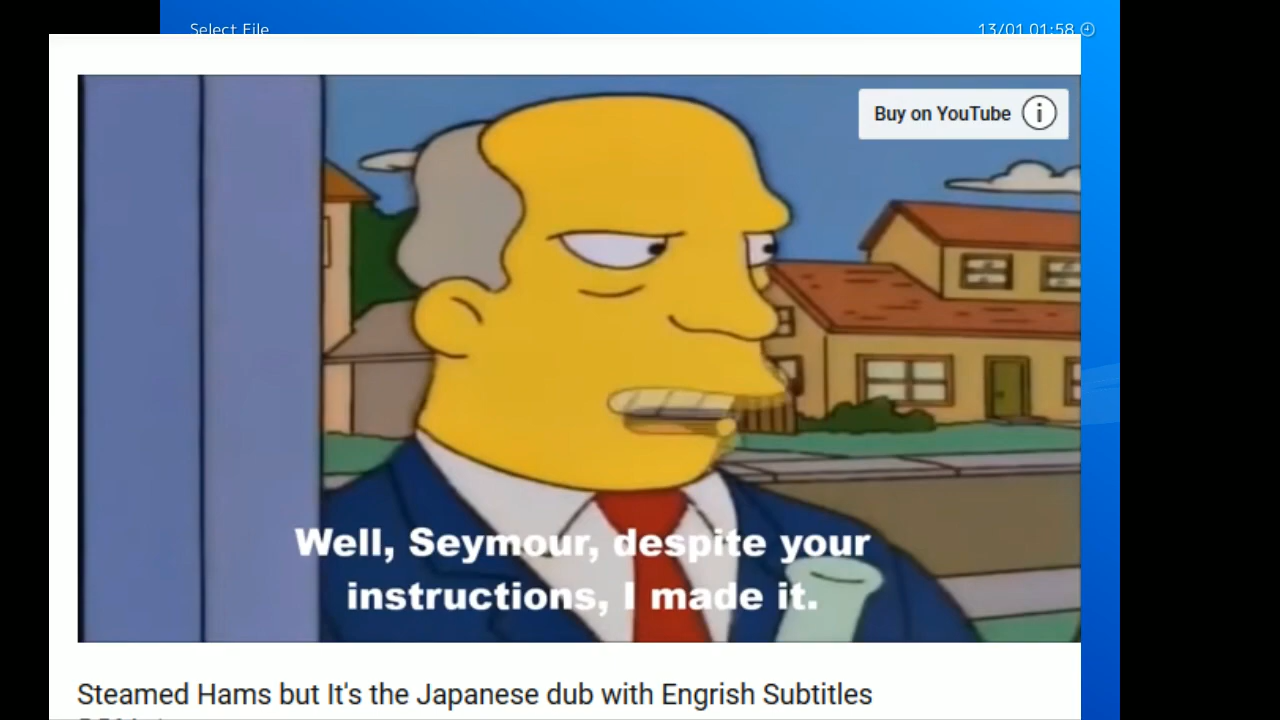 Select File
13/01 01:58
Buy on YouTube
Well, Seymour, despite your
instructions, I made it.
Steamed Hams but It's the Japanese dub with Engrish Subtitles